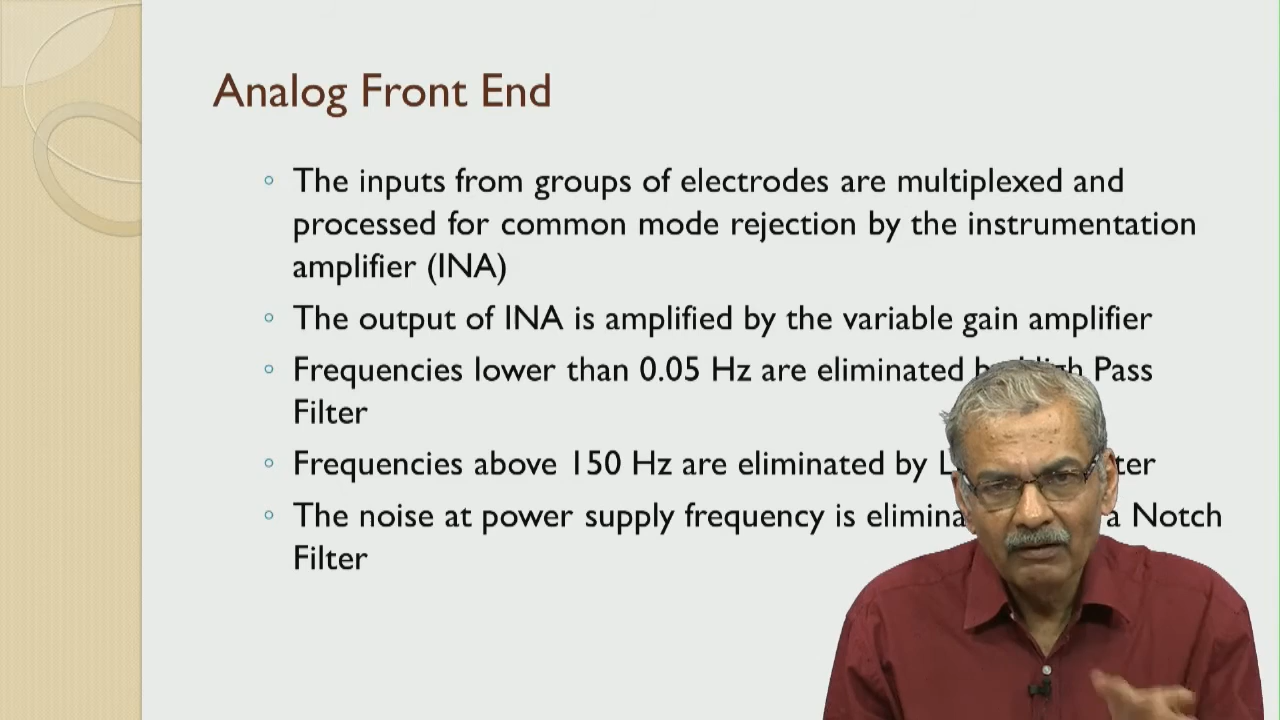 Analog Front End
The inputs from groups of electrodes are multiplexed and
processed for common mode rejection by the instrumentation
amplifier (INA)
The output of INA is amplified by the variable gain amplifier
Frequencies lower than 0.05 Hz are eliminated Pass
Filter
Frequencies above 150 Hz are eliminated by
The noise at power supply frequency is a Notch
Filter